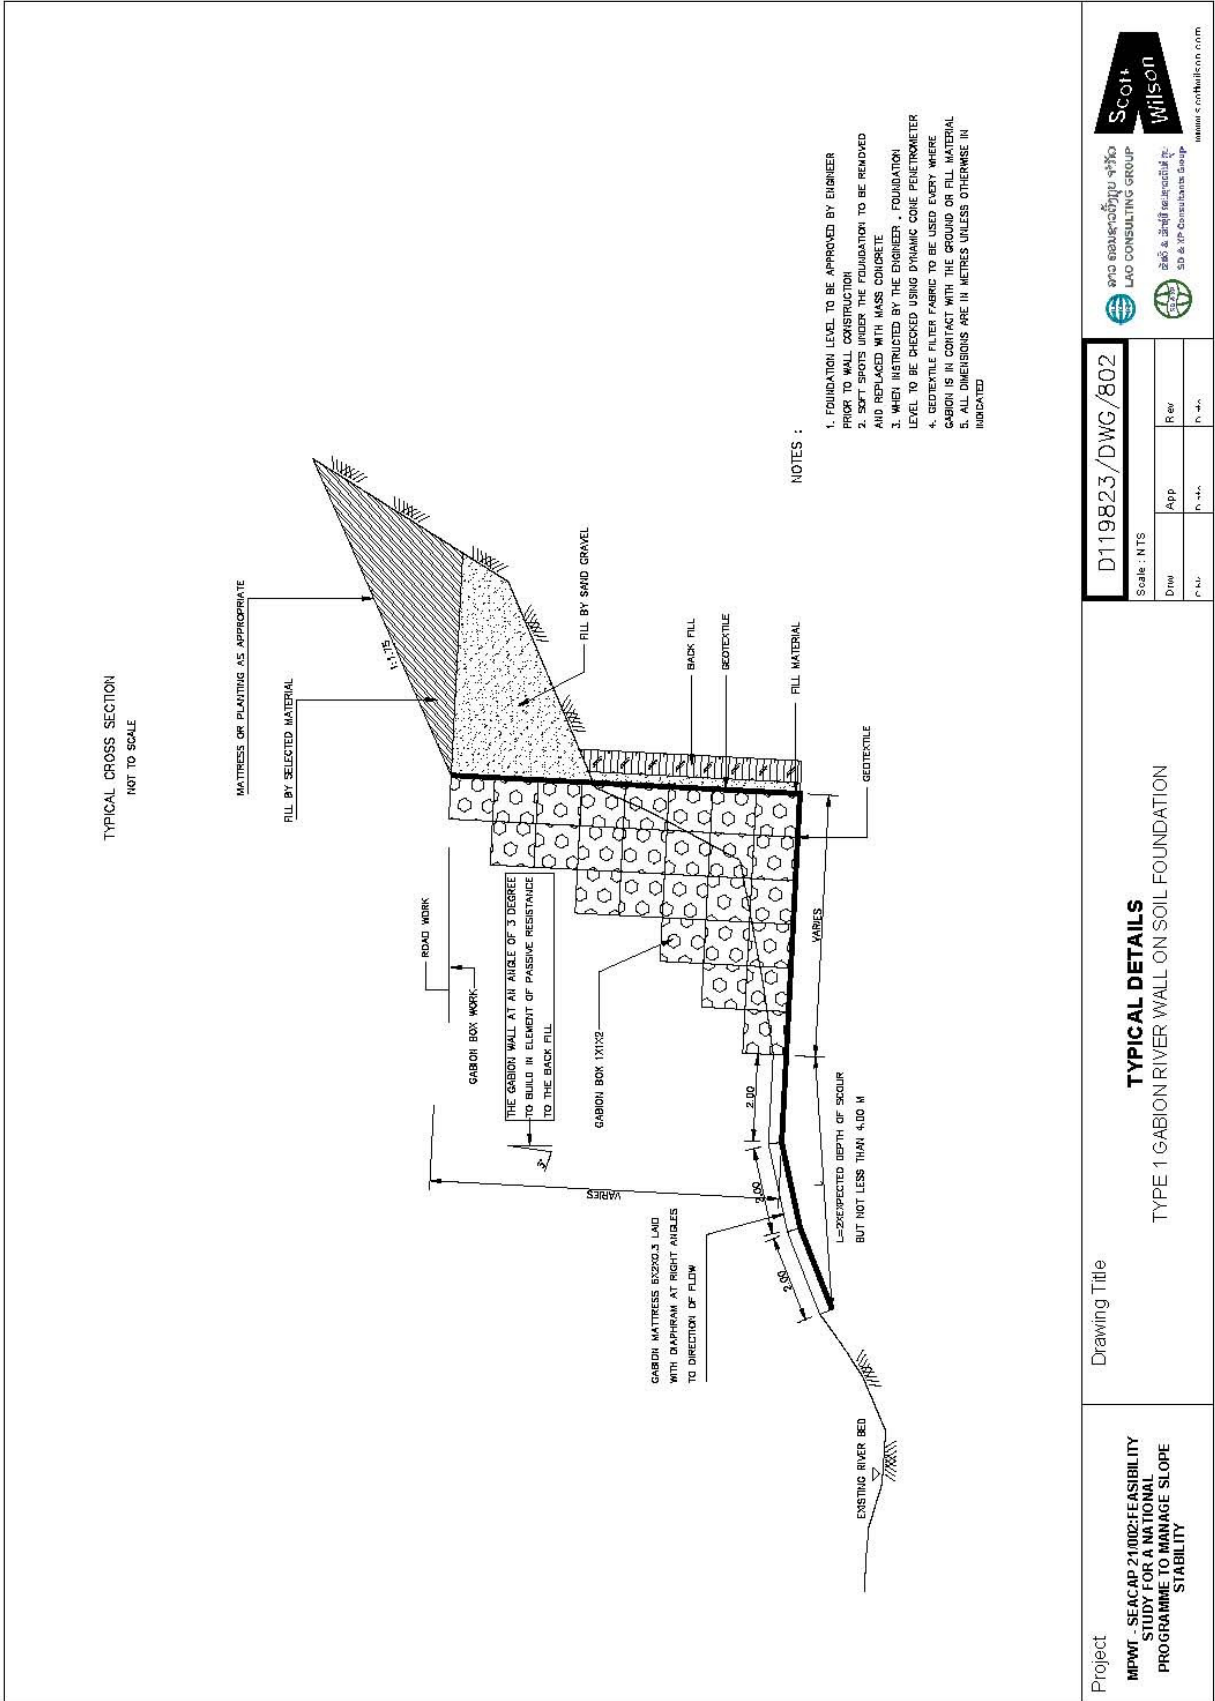 TYPICAL CROSS SECTION
NOT TO SCALE
MATTRESS OR PLANTING AS APPROPRIATE
FILL BY SELECTED MATERIAL
1:1.75
ROAD WORK
GABION BOX WORK
THE GABION WALL AT AN ANGLE OF 3 DEGREE
TO BUILD IN ELEMENT OF PASSIVE RESISTANCE
TO THE BACK FILL
3°
FILL BY SAND GRAVEL
GABION BOX 1X1X2
VARIES
BACK FILL
GEOTEXTILE
FILL MATERIAL
GEOTEXTILE
GABION MATTRESS 6X2X0.3 LAID
WITH DIAPHRAM AT RIGHT ANGLES
TO DIRECTION OF FLOW
2.00
2.00
2.00
VARIES
L
L=2XEXPECTED DEPTH OF SCOUR
BUT NOT LESS THAN 4.00 M
EXISTING RIVER BED
NOTES :
1. FOUNDATION LEVEL TO BE APPROVED BY ENGINEER
PRIOR TO WALL CONSTRUCTION
2. SOFT SPOTS UNDER THE FOUNDATION TO BE REMOVED
AND REPLACED WITH MASS CONCRETE
3. WHEN INSTRUCTED BY THE ENGINEER , FOUNDATION
LEVEL TO BE CHECKED USING DYNAMIC CONE PENETROMETER
4. GEOTEXTILE FILTER FABRIC TO BE USED EVERY WHERE
GABION IS IN CONTACT WITH THE GROUND OR FILL MATERIAL
5. ALL DIMENSIONS ARE IN METRES UNLESS OTHERWISE IN
INDICATED
Project
MPWT - SEACAP 21/002:FEASIBILITY
STUDY FOR A NATIONAL
PROGRAMME TO MANAGE SLOPE
STABILITY
Drawing Title
TYPICAL DETAILS
TYPE 1 GABION RIVER WALL ON SOIL FOUNDATION
D119823/DWG/802
Scale : NTS
Drw
App
Rev
LAO CONSULTING GROUP
SD & XP Consultants Group
Scott
Wilson